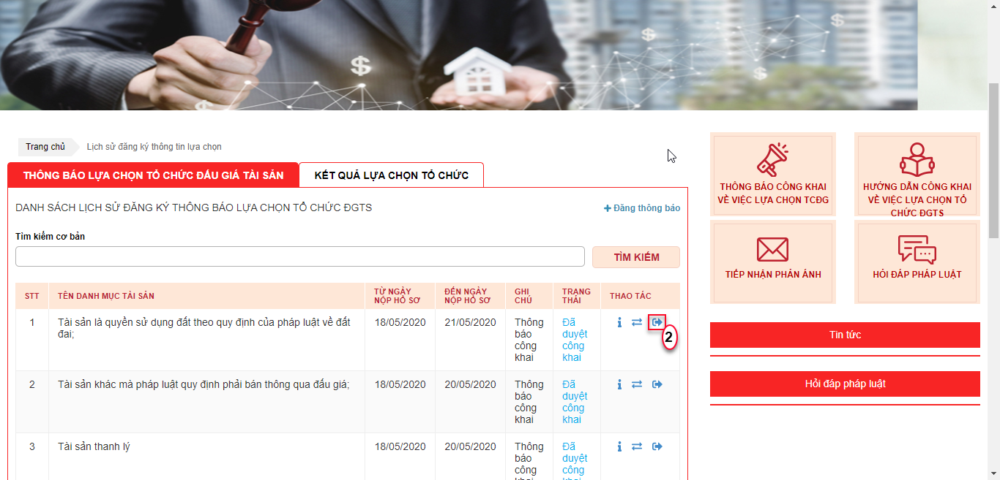 Trang chủ
Lịch sử đăng ký thông tin lựa chọn
THÔNG BÁO LỰA CHỌN TỔ CHỨC ĐẤU GIÁ TÀI SẢN
KẾT QUẢ LỰA CHỌN TỔ CHỨC
DANH SÁCH LỊCH SỬ ĐĂNG KÝ THÔNG BÁO LỰA CHỌN TỔ CHỨC ĐGTS
Đăng thông báo
Tìm kiếm cơ bản
TÌM KIẾM
STT TÊN DANH MỤC TÀI SẢN TỪ NGÀY NỘP HỒ SƠ ĐẾN NGÀY NỘP HỒ SƠ GHI CHÚ TRẠNG THÁI THAO TÁC
1 Tài sản là quyền sử dụng đất theo quy định của pháp luật về đất 18/05/2020 21/05/2020 Thông Đã
đai; báo duyệt 2
công công
khai khai
2 Tài sản khác mà pháp luật quy định phải bán thông qua đấu giá; 18/05/2020 20/05/2020 Thông Đã
báo duyệt
công công
khai khai
3 Tài sản thanh lý 18/05/2020 20/05/2020 Thông Đã
báo duyệt
công công
THÔNG BÁO CÔNG KHAI
VỀ VIỆC LỰA CHỌN TCĐG
HƯỚNG DẪN CÔNG KHAI
VỀ VIỆC LỰA CHỌN TỔ
CHỨC ĐGTS
TIẾP NHẬN PHẢN ÁNH
HỎI ĐÁP PHÁP LUẬT
Tin tức
Hỏi đáp pháp luật